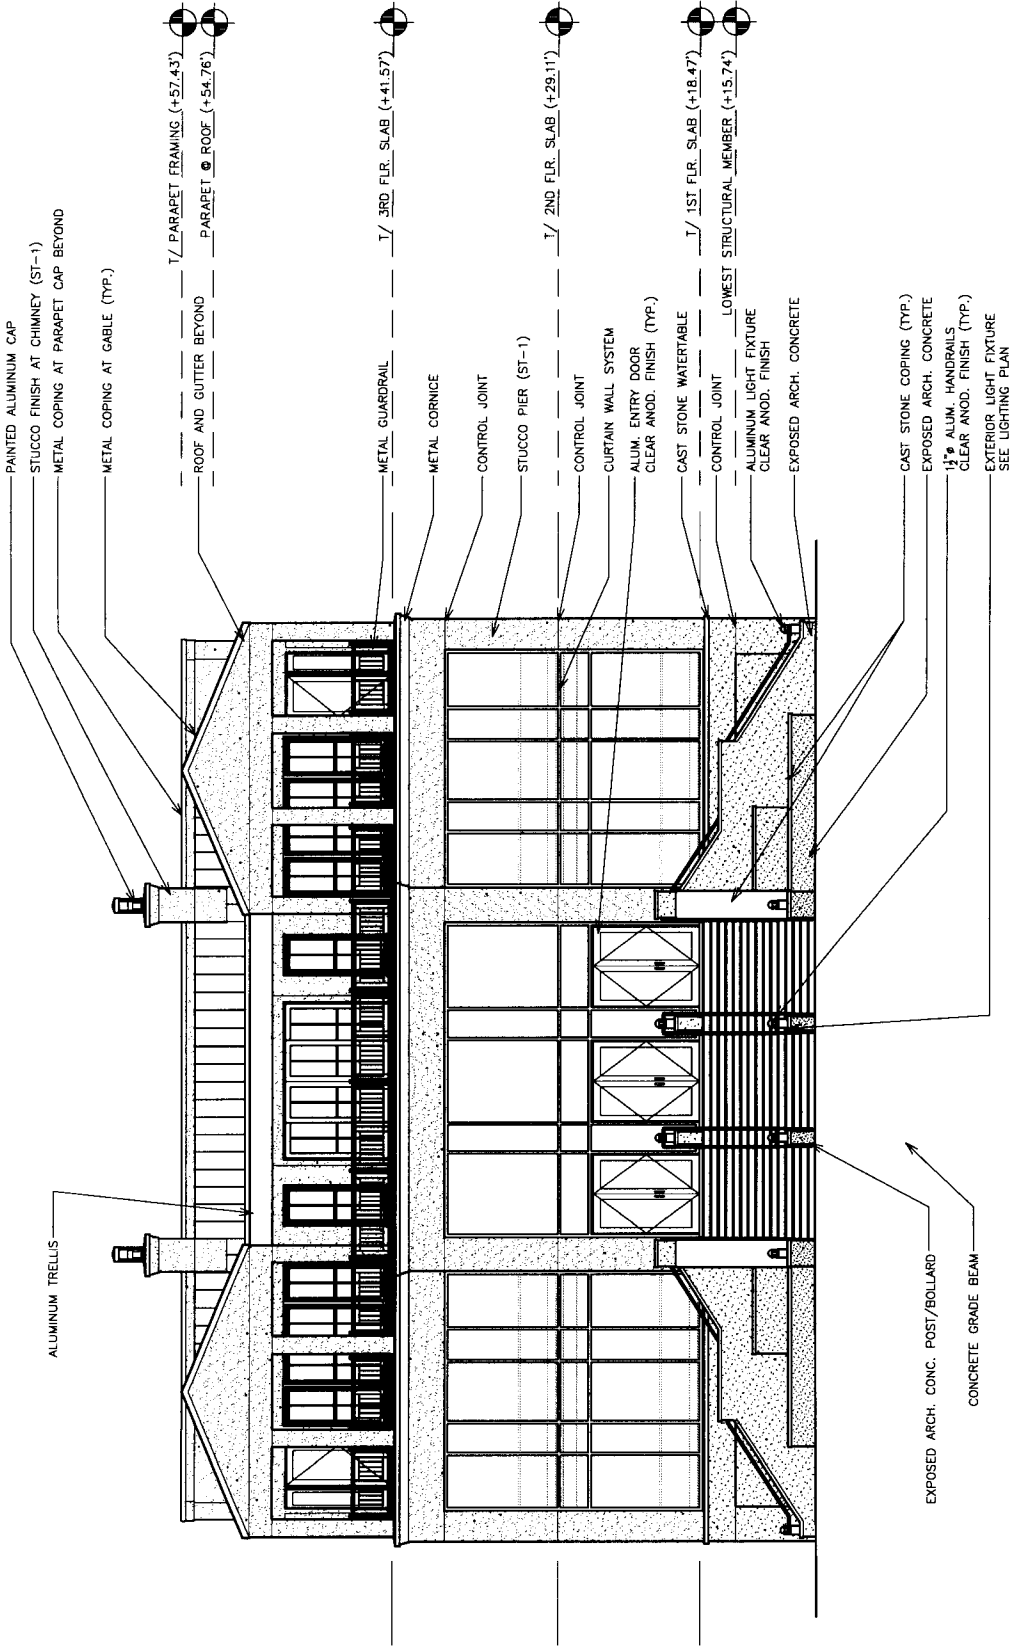 PAINTED ALUMINUM CAP
STUCCO FINISH AT CHIMNEY (ST-1)
METAL COPING AT PARAPET CAP BEYOND
METAL COPING AT GABLE (TYP.)
T/ PARAPET FRAMING (+57.43')
ROOF AND GUTTER BEYOND
PARAPET @ ROOF (+54.76')
METAL GUARDRAIL
T/ 3RD FLR. SLAB (+41.57')
METAL CORNICE
CONTROL JOINT
STUCCO PIER (ST-1)
T/ 2ND FLR. SLAB (+29.11')
CONTROL JOINT
CURTAIN WALL SYSTEM
ALUM. ENTRY DOOR
CLEAR ANOD. FINISH (TYP.)
CAST STONE WATERTABLE
T/ 1ST FLR. SLAB (+18.47')
CONTROL JOINT
LOWEST STRUCTURAL MEMBER (+15.74')
ALUMINUM LIGHT FIXTURE
CLEAR ANOD. FINISH
EXPOSED ARCH. CONCRETE
CAST STONE COPING (TYP.)
EXPOSED ARCH. CONCRETE
1½"ø ALUM. HANDRAILS
CLEAR ANOD. FINISH (TYP.)
EXTERIOR LIGHT FIXTURE
SEE LIGHTING PLAN
ALUMINUM TRELLIS
EXPOSED ARCH. CONC. POST/BOLLARD
CONCRETE GRADE BEAM